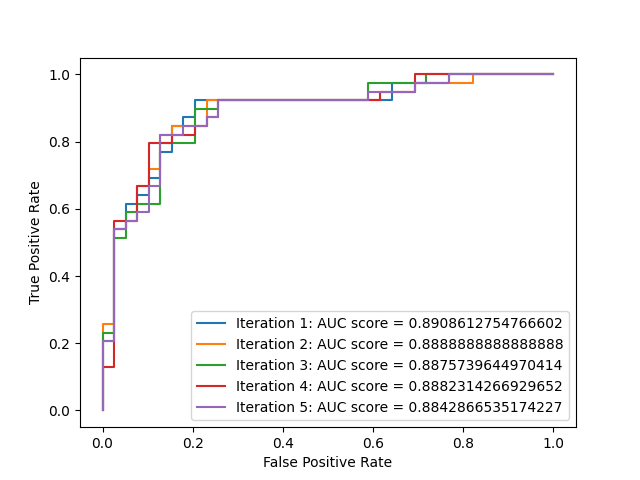 1.0
0.8
0.6
0.4
0.2
0.0
True Positive Rate
Iteration 1: AUC score = 0.8908612754766602
Iteration 2: AUC score = 0.8888888888888888
Iteration 3: AUC score = 0.8875739644970414
Iteration 4: AUC score = 0.8882314266929652
Iteration 5: AUC score = 0.8842866535174227
0.0 0.2 0.4 0.6 0.8 1.0
False Positive Rate